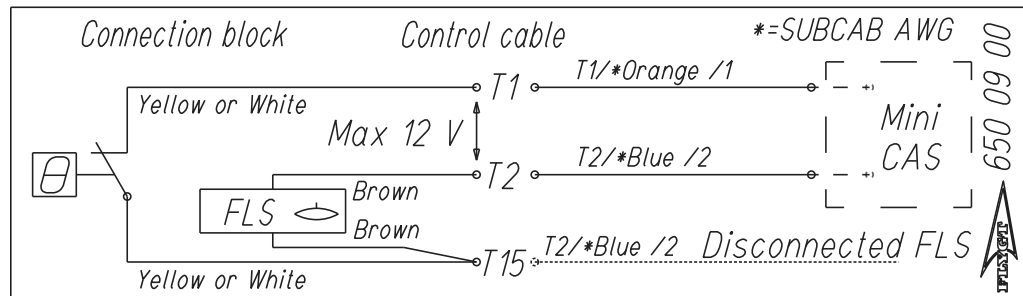 Connection block
Control cable
*=SUBCAB AWG
T1
T1/*Orange /1
Yellow or White
Max 12 V
Mini
CAS
650 09 00
θ
T2
T2/*Blue /2
Brown
FLS
Brown
T15
T2/*Blue /2
Disconnected FLS
Yellow or White
FLYGT